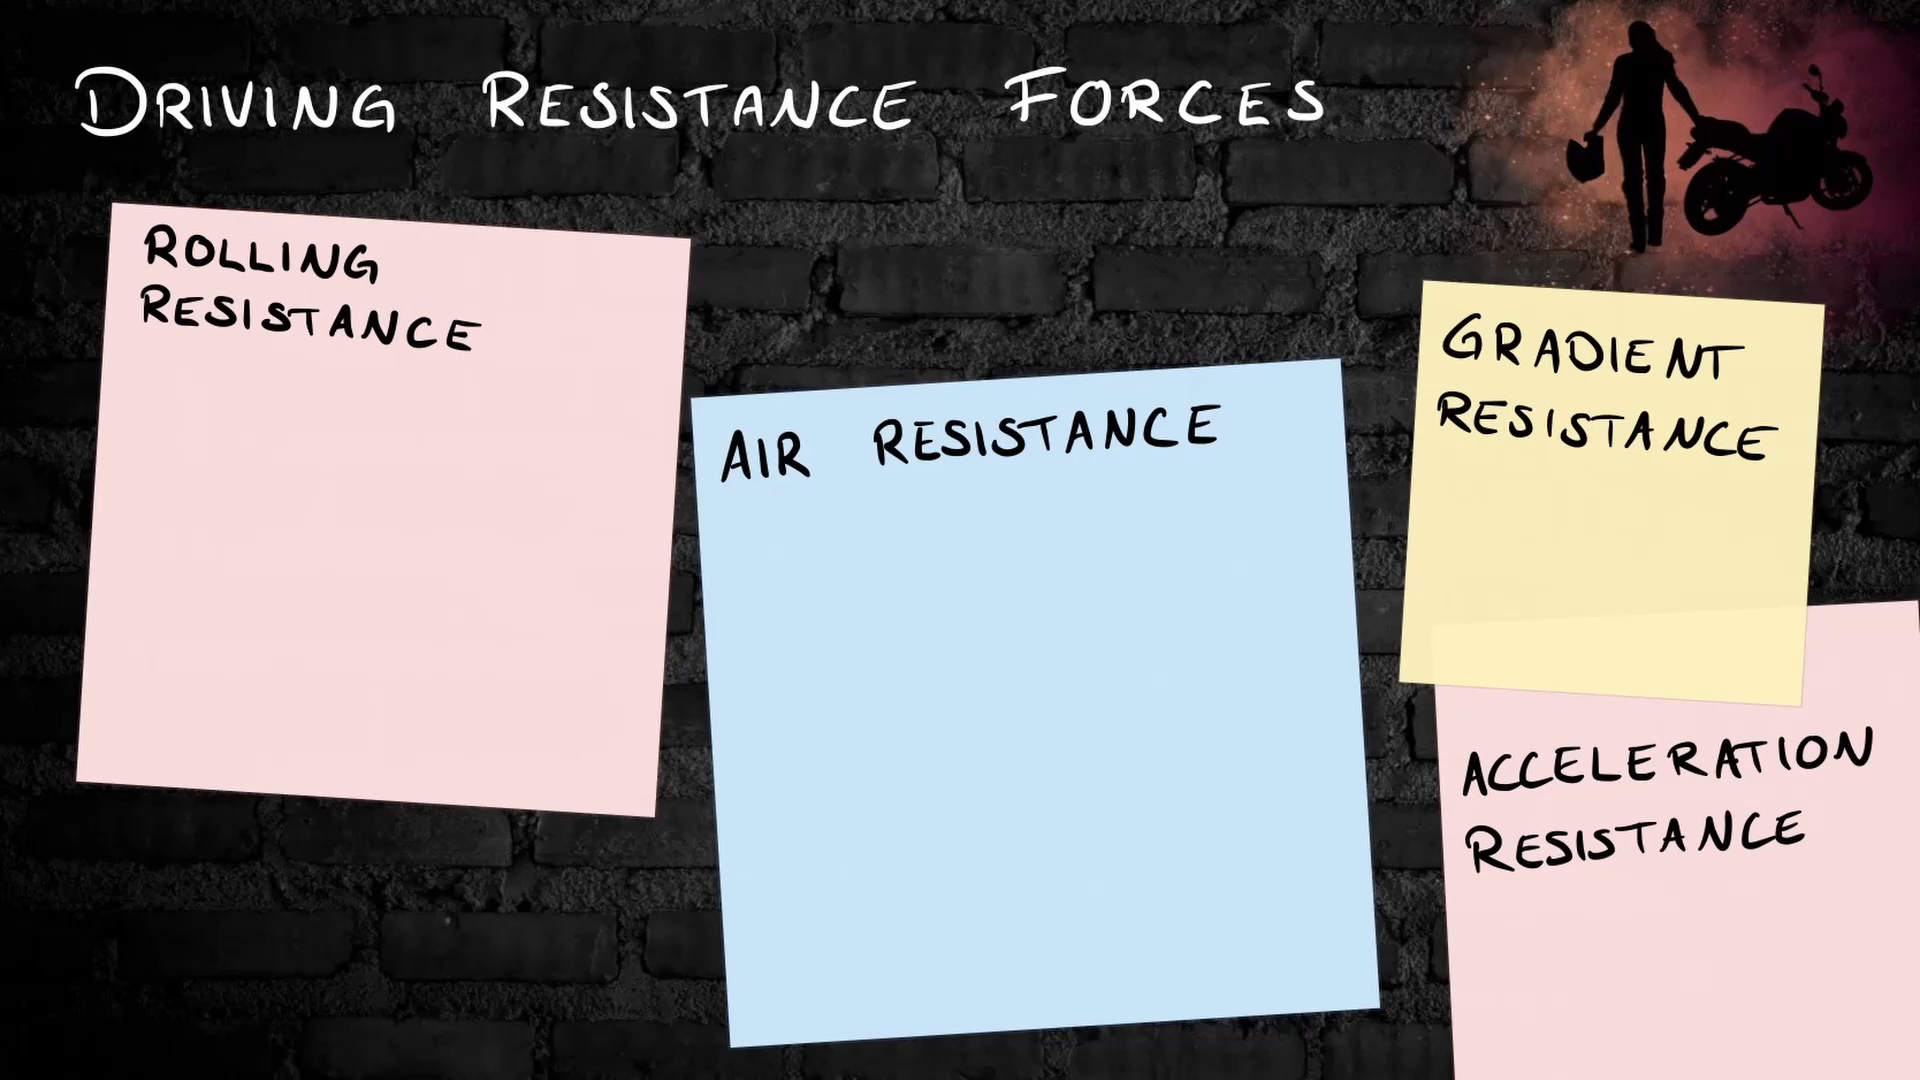 DRIVING RESISTANCE FORCES
ROLLING
RESISTANCE
AIR RESISTANCE
GRADIENT
RESISTANCE
ACCELERATION
RESISTANCE